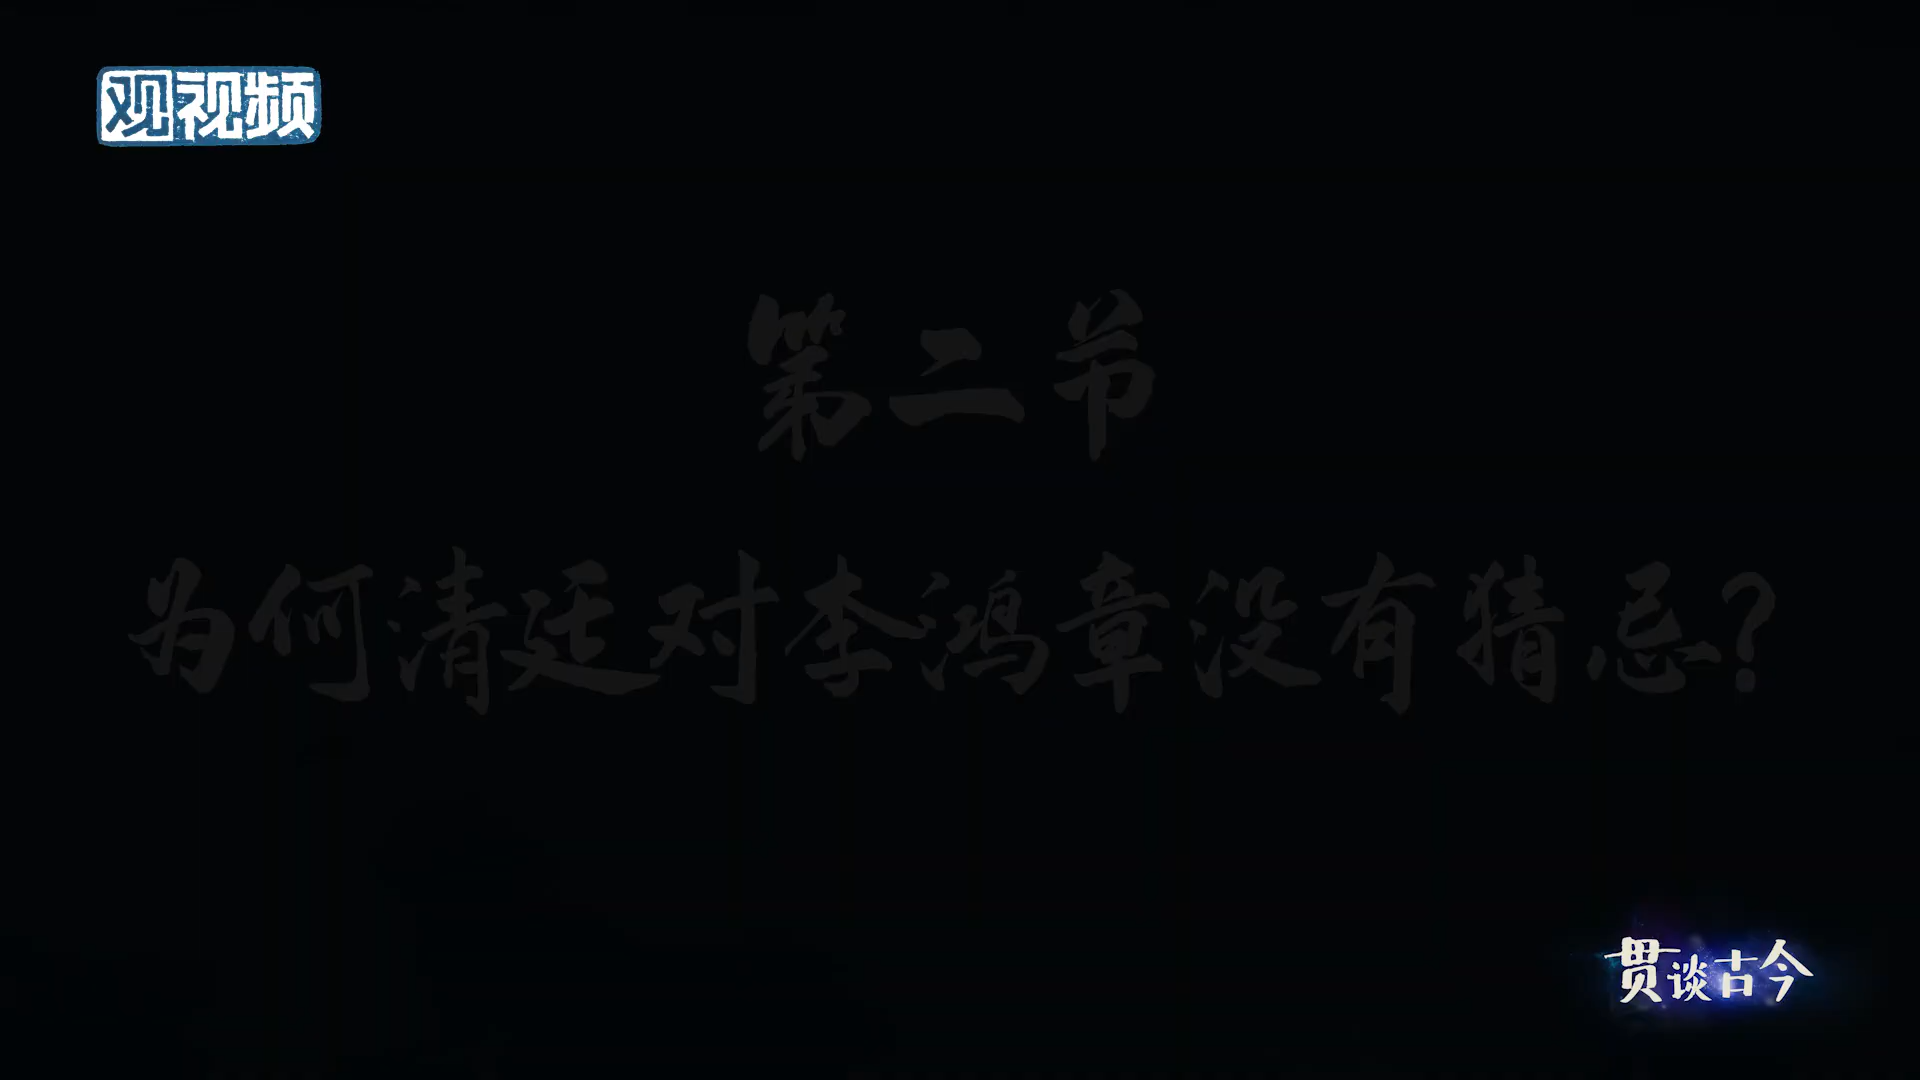 观视频
第二节
为何清廷对李鸿章没有猜忌?
贯谈古今